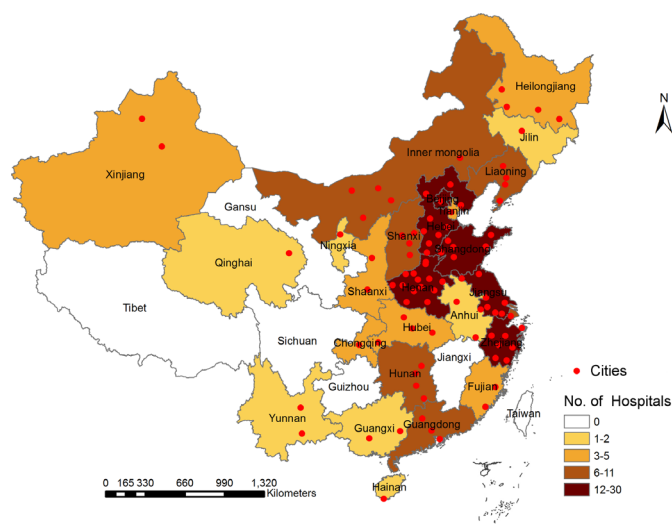 N
Heilongjiang
Jilin
Inner mongolia
Liaoning
Xinjiang
Gansu
Tianjin
Ningxia
Shanxi
Shangdong
Qinghai
Shaanxi
Henan
Jiangsu
Tibet
Anhui
Hubei
Sichuan
Chongqing
Zhejiang
Jiangxi
Hunan
Guizhou
Fujian
Taiwan
Yunnan
Guangxi
Guangdong
Hainan
Cities
No. of Hospitals
0
1-2
3-5
6-11
12-30
0 165 330 660 990 1,320
Kilometers